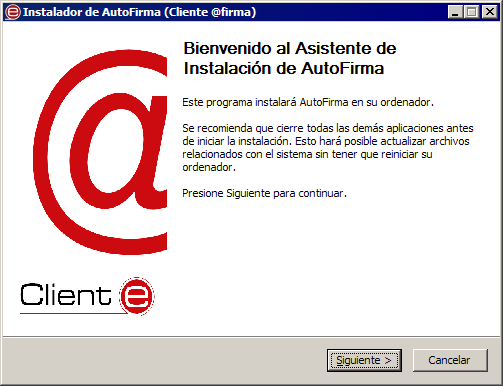 Instalador de AutoFirma (Cliente @firma)
Bienvenido al Asistente de
Instalación de AutoFirma
Este programa instalará AutoFirma en su ordenador.
Se recomienda que cierre todas las demás aplicaciones antes
de iniciar la instalación. Esto hará posible actualizar archivos
relacionados con el sistema sin tener que reiniciar su
ordenador.
Presione Siguiente para continuar.
@
Client e
Siguiente >
Cancelar